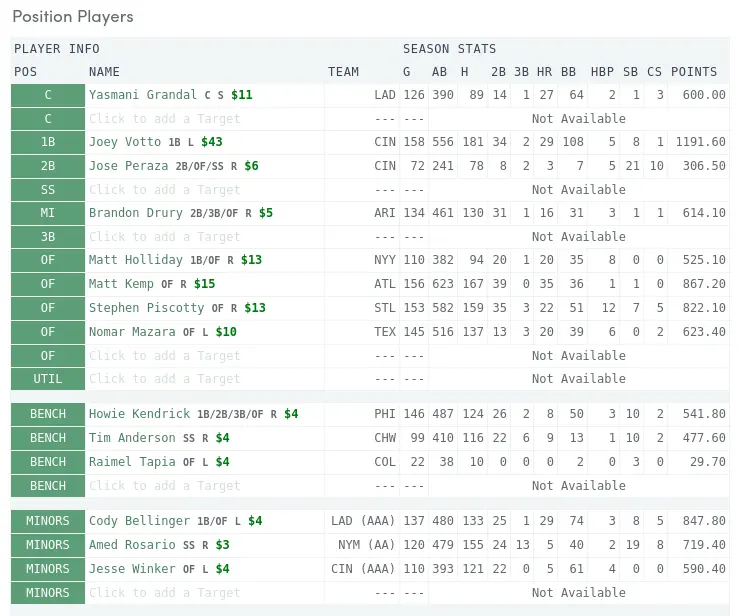 Position Players
PLAYER INFO SEASON STATS
POS NAME TEAM G AB H 2B 3B HR BB HBP SB CS POINTS
C Yasmani Grandal C S $11 LAD 126 390 89 14 1 27 64 2 1 3 600.00
C Click to add a Target --- --- Not Available
1B Joey Votto 1B L $43 CIN 158 556 181 34 2 29 108 5 8 1 1191.60
2B Jose Peraza 2B/OF/SS R $6 CIN 72 241 78 8 2 3 7 5 21 10 306.50
SS Click to add a Target --- --- Not Available
MI Brandon Drury 2B/3B/OF R $5 ARI 134 461 130 31 1 16 31 3 1 1 614.10
3B Click to add a Target --- --- Not Available
OF Matt Holliday 1B/OF R $13 NYY 110 382 94 20 1 20 35 8 0 0 525.10
OF Matt Kemp OF R $15 ATL 156 623 167 39 0 35 36 1 1 0 867.20
OF Stephen Piscotty OF R $13 STL 153 582 159 35 3 22 51 12 7 5 822.10
OF Nomar Mazara OF L $10 TEX 145 516 137 13 3 20 39 6 0 2 623.40
OF Click to add a Target --- --- Not Available
UTIL Click to add a Target --- --- Not Available
BENCH Howie Kendrick 1B/2B/3B/OF R $4 PHI 146 487 124 26 2 8 50 3 10 2 541.80
BENCH Tim Anderson SS R $4 CHW 99 410 116 22 6 9 13 1 10 2 477.60
BENCH Raimel Tapia OF L $4 COL 22 38 10 0 0 0 2 0 3 0 29.70
BENCH Click to add a Target --- --- Not Available
MINORS Cody Bellinger 1B/OF L $4 LAD (AAA) 137 480 133 25 1 29 74 3 8 5 847.80
MINORS Amed Rosario SS R $3 NYM (AA) 120 479 155 24 13 5 40 2 19 8 719.40
MINORS Jesse Winker OF L $4 CIN (AAA) 110 393 121 22 0 5 61 4 0 0 590.40
MINORS Click to add a Target --- --- Not Available